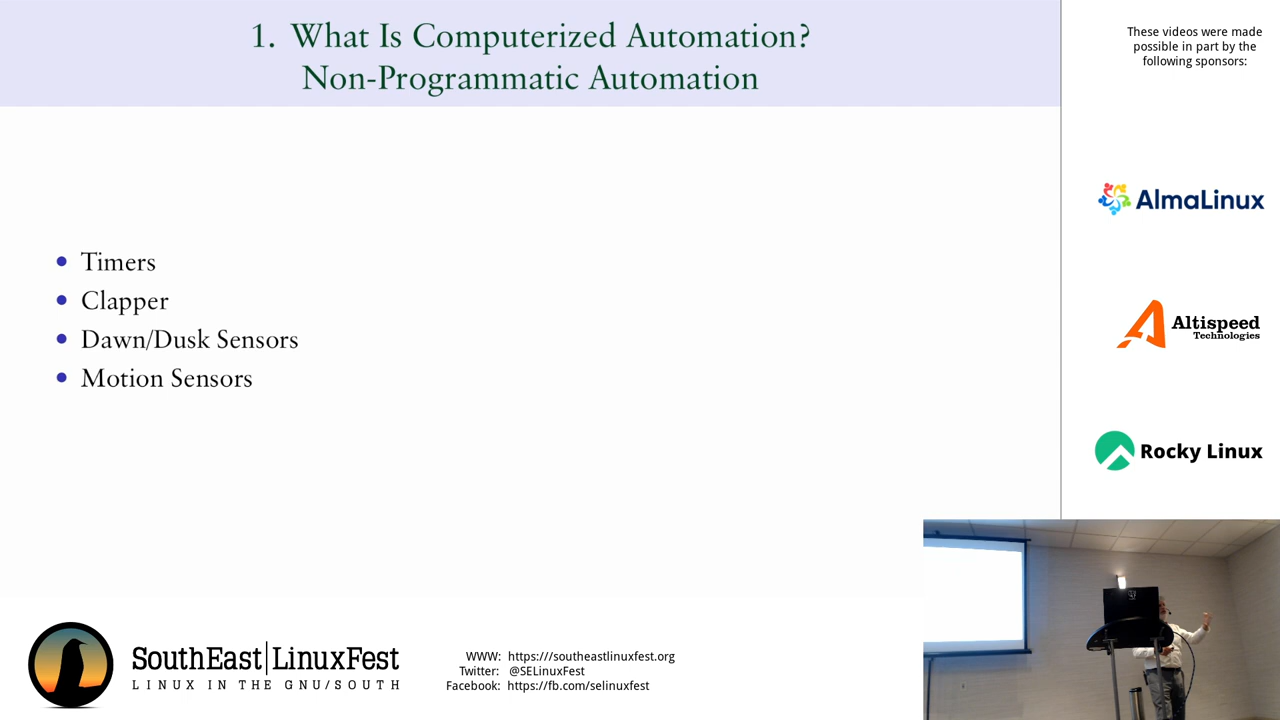 1. What Is Computerized Automation?
Non-Programmatic Automation
• Timers
• Clapper
• Dawn/Dusk Sensors
• Motion Sensors
These videos were made
possible in part by the
following sponsors:
AlmaLinux
Altispeed
Technologies
Rocky Linux
SouthEast|LinuxFest
LINUX IN THE GNU/SOUTH
WWW: https:///southeastlinuxfest.org
Twitter: @SELinuxFest
Facebook: https://fb.com/selinuxfest